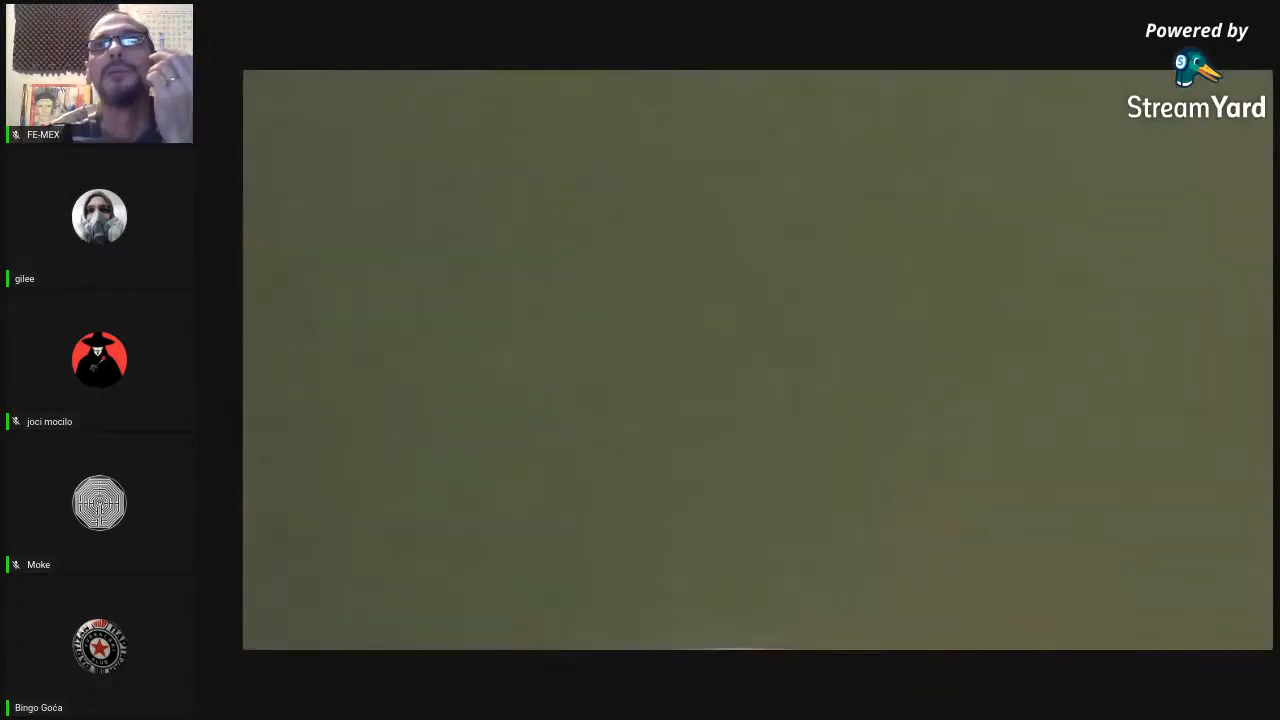 Powered by
StreamYard
FE-MEX
gilee
joci mocilo
Moke
Bingo Goća